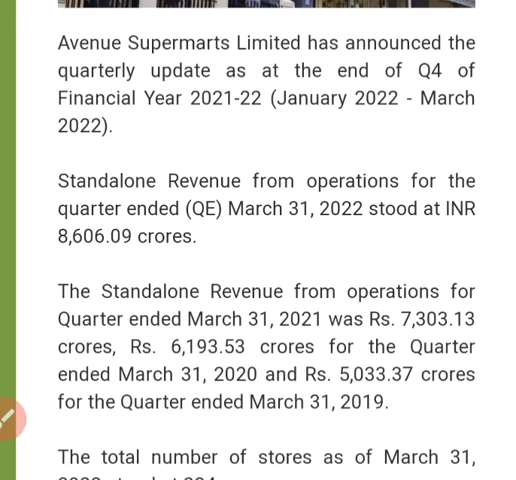 Avenue Supermarts Limited has announced the
quarterly update as at the end of Q4 of
Financial Year 2021-22 (January 2022 - March
2022).
Standalone Revenue from operations for the
quarter ended (QE) March 31, 2022 stood at INR
8,606.09 crores.
The Standalone Revenue from operations for
Quarter ended March 31, 2021 was Rs. 7,303.13
crores, Rs. 6,193.53 crores for the Quarter
ended March 31, 2020 and Rs. 5,033.37 crores
for the Quarter ended March 31, 2019.
The total number of stores as of March 31,